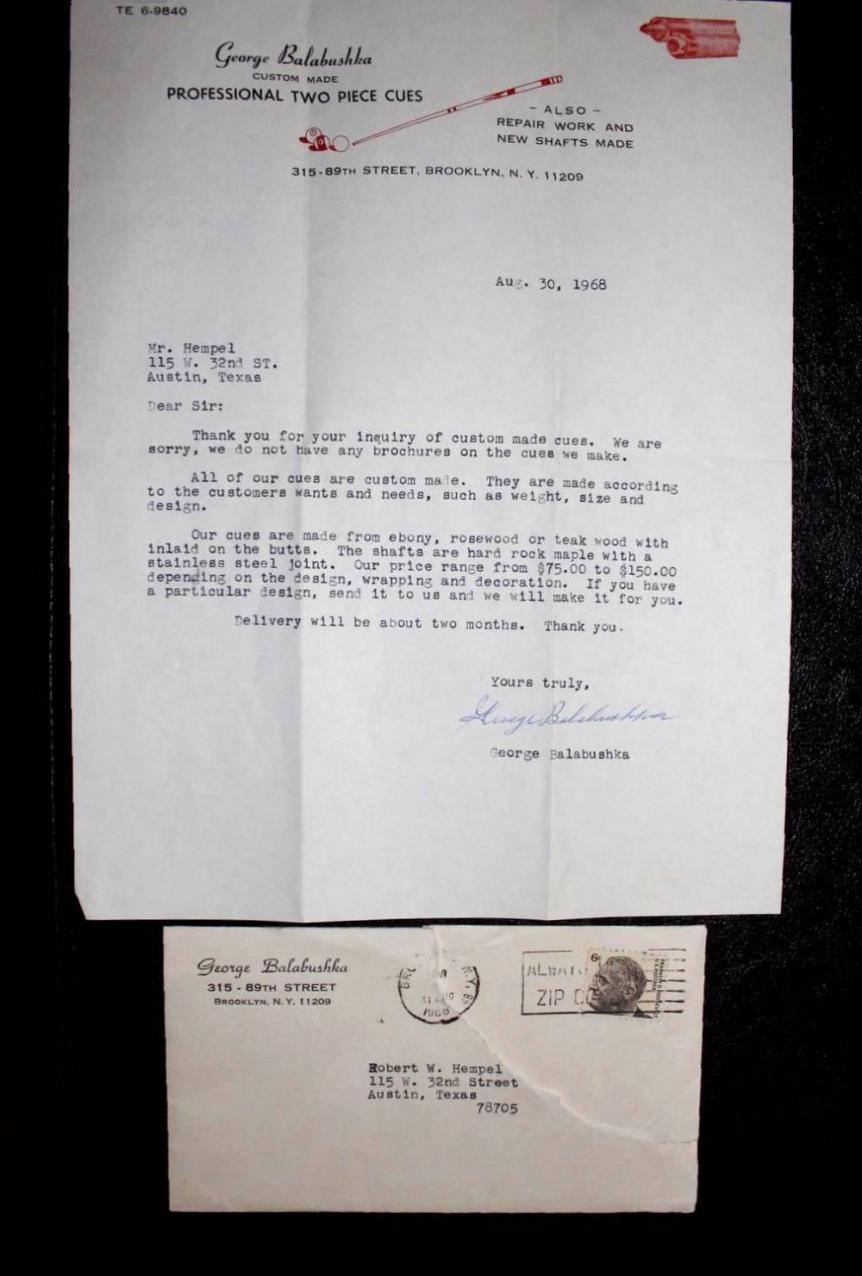 TE 6-9840
George Balabushka
CUSTOM MADE
PROFESSIONAL TWO PIECE CUES
- ALSO -
REPAIR WORK AND
NEW SHAFTS MADE
315-89TH STREET, BROOKLYN, N. Y. 11209
Aug. 30, 1968
Mr. Hempel
115 W. 32nd ST.
Austin, Texas
Dear Sir:
Thank you for your inquiry of custom made cues. We are
sorry, we do not have any brochures on the cues we make.
All of our cues are custom made. They are made according
to the customers wants and needs, such as weight, size and
design.
Our cues are made from ebony, rosewood or teak wood with
inlaid on the butts. The shafts are hard rock maple with a
stainless steel joint. Our price range from $75.00 to $150.00
depending on the design, wrapping and decoration. If you have
a particular design, send it to us and we will make it for you.
Delivery will be about two months. Thank you.
Yours truly,
George Balabushka
George Balabushka
George Balabushka
315 - 89TH STREET
BROOKLYN, N. Y. 11209
31 AUG
1968
N.Y.
ZIP
6¢
Robert W. Hempel
115 W. 32nd Street
Austin, Texas
78705